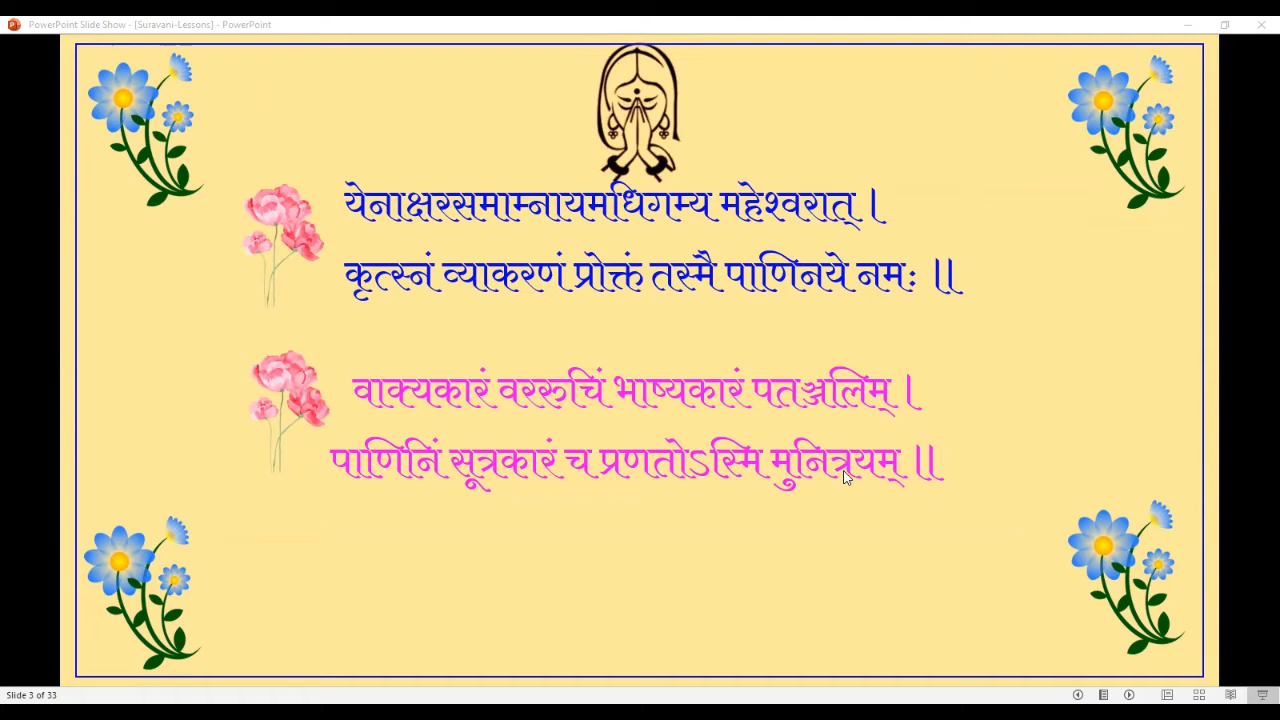 PowerPoint Slide Show - [Suravani-Lessons] - PowerPoint
येनाक्षरसमाम्नायमधिगम्य महेश्वरात् ।
कृत्स्नं व्याकरणं प्रोक्तं तस्मै पाणिनये नमः ॥
वाक्यकारं वररुचिं भाष्यकारं पतञ्जलिम् ।
पाणिनिं सूत्रकारं च प्रणतोऽस्मि मुनित्रयम् ॥
Slide 3 of 33